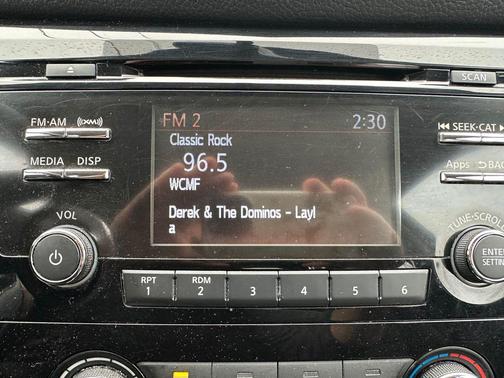 SCAN
FM·AM XM
FM 2 2:30
SEEK·CAT
Classic Rock
96.5
WCMF
MEDIA DISP
Apps BAC
Derek & The Dominos - Layl
a
VOL
TUNE·SCROLL
ENTER
SETTING
RPT
1
RDM
2
3
4
5
6